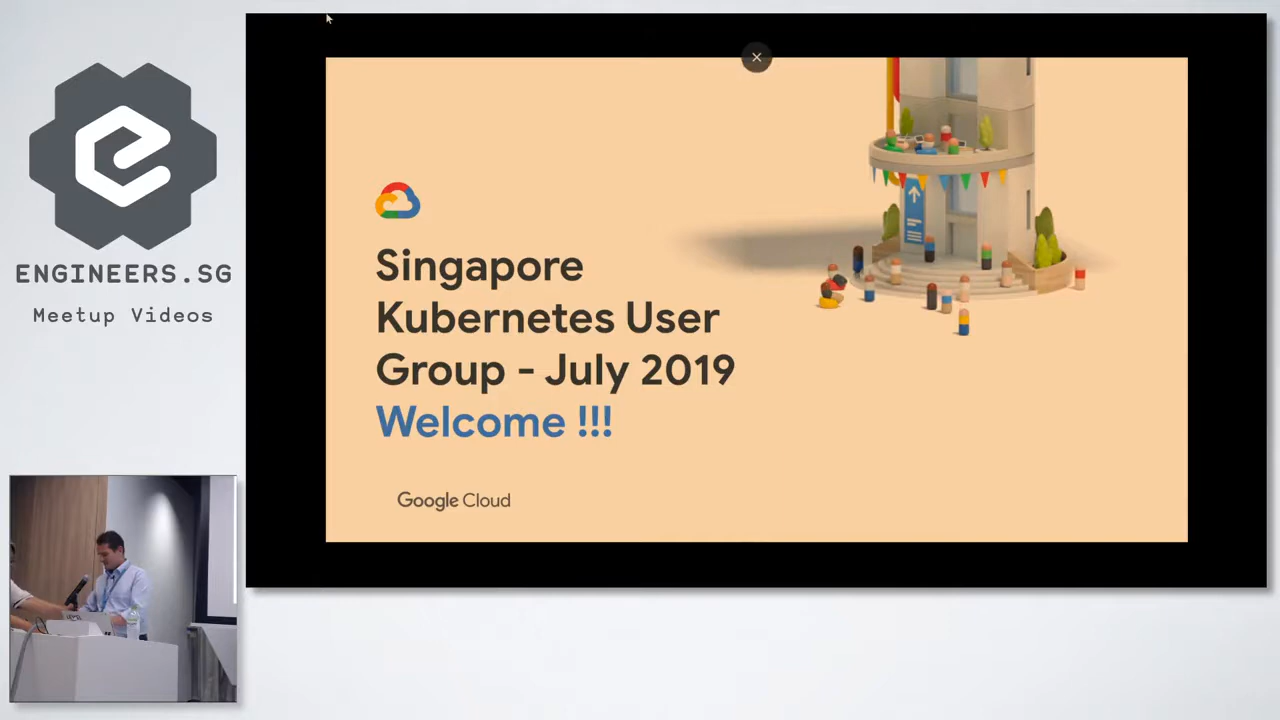 ENGINEERS.SG
Meetup Videos
Singapore
Kubernetes User
Group - July 2019
Welcome !!!
Google Cloud